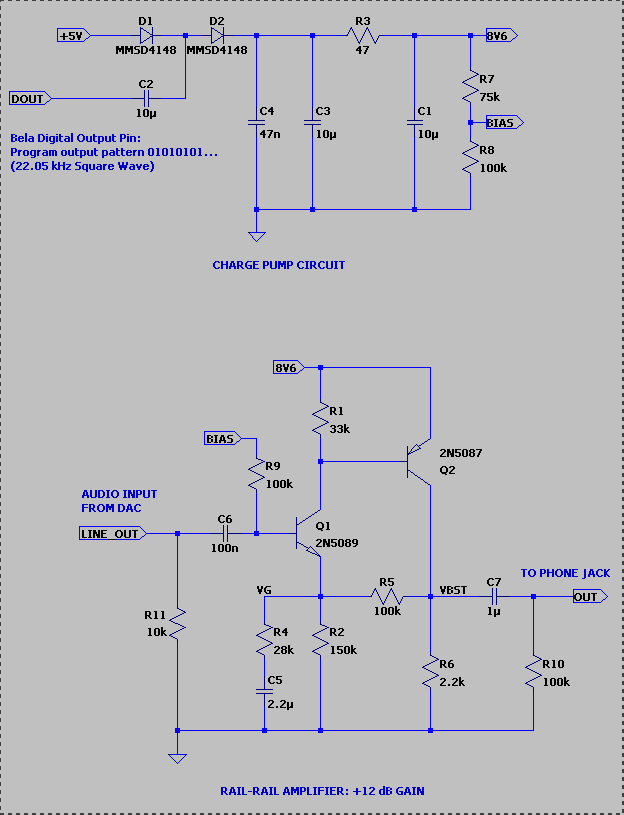 D1
D2
+5V
MMSD4148
MMSD4148
R3
47
8V6
DOUT
C2
10µ
C4
47n
C3
10µ
C1
10µ
R7
75k
BIAS
R8
100k
Bela Digital Output Pin:
Program output pattern 01010101...
(22.05 kHz Square Wave)
CHARGE PUMP CIRCUIT
8V6
R1
33k
BIAS
R9
100k
2N5087
Q2
AUDIO INPUT
FROM DAC
LINE_OUT
C6
100n
Q1
2N5089
TO PHONE JACK
VG
R5
100k
VBST
C7
1µ
OUT
R11
10k
R4
28k
R2
150k
C5
2.2µ
R6
2.2k
R10
100k
RAIL-RAIL AMPLIFIER: +12 dB GAIN